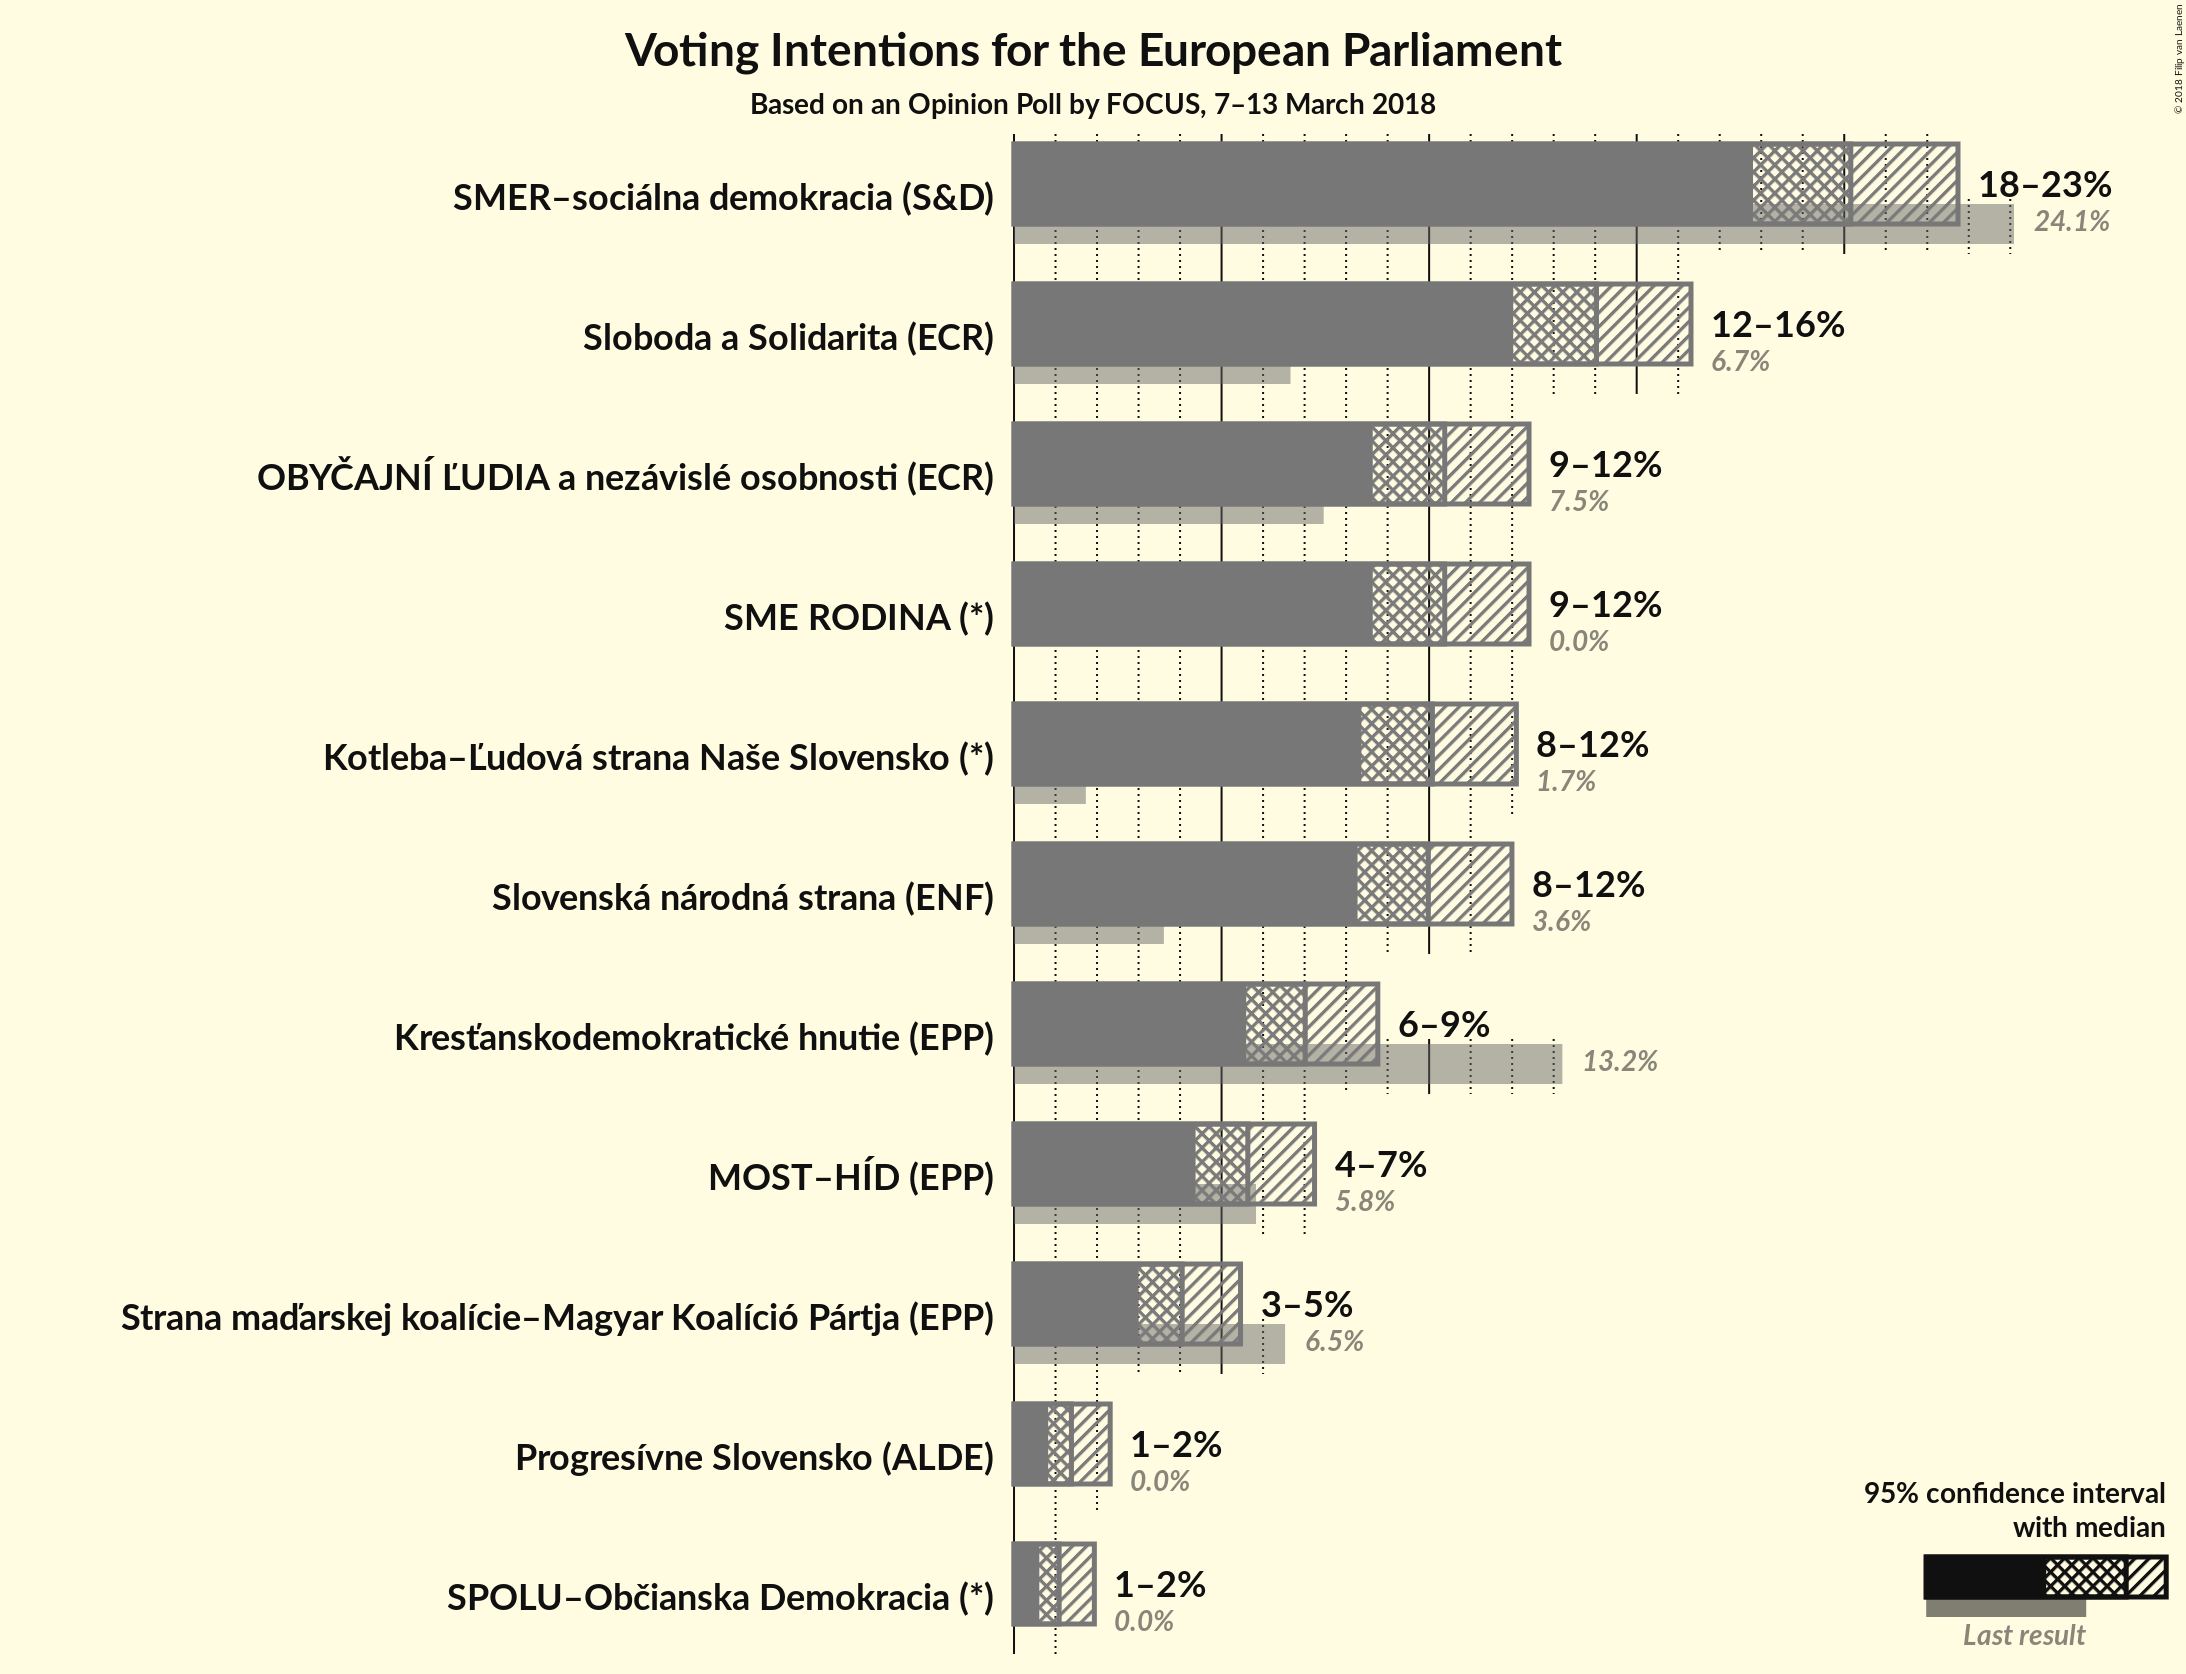 Voting Intentions for the European Parliament
Based on an Opinion Poll by FOCUS, 7–13 March 2018
© 2018 Filip van Laenen
SMER–sociálna demokracia (S&D)
18–23%
24.1%
Sloboda a Solidarita (ECR)
12–16%
6.7%
OBYČAJNÍ ĽUDIA a nezávislé osobnosti (ECR)
9–12%
7.5%
SME RODINA (*)
9–12%
0.0%
Kotleba–Ľudová strana Naše Slovensko (*)
8–12%
1.7%
Slovenská národná strana (ENF)
8–12%
3.6%
Kresťanskodemokratické hnutie (EPP)
6–9%
13.2%
MOST–HÍD (EPP)
4–7%
5.8%
Strana maďarskej koalície–Magyar Koalíció Pártja (EPP)
3–5%
6.5%
Progresívne Slovensko (ALDE)
1–2%
0.0%
SPOLU–Občianska Demokracia (*)
1–2%
0.0%
95% confidence interval
with median
Last result